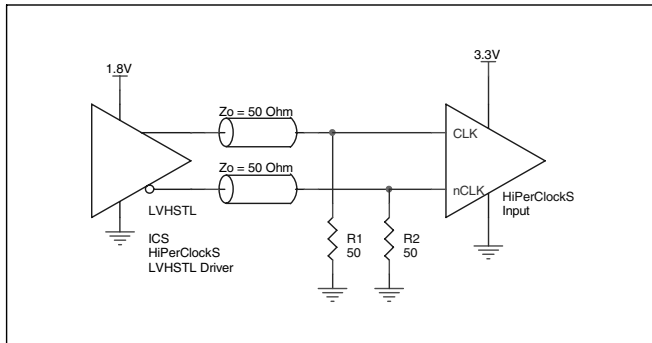 1.8V
3.3V
Zo = 50 Ohm
CLK
Zo = 50 Ohm
nCLK
HiPerClockS
Input
LVHSTL
ICS
HiPerClockS
LVHSTL Driver
R1
50
R2
50